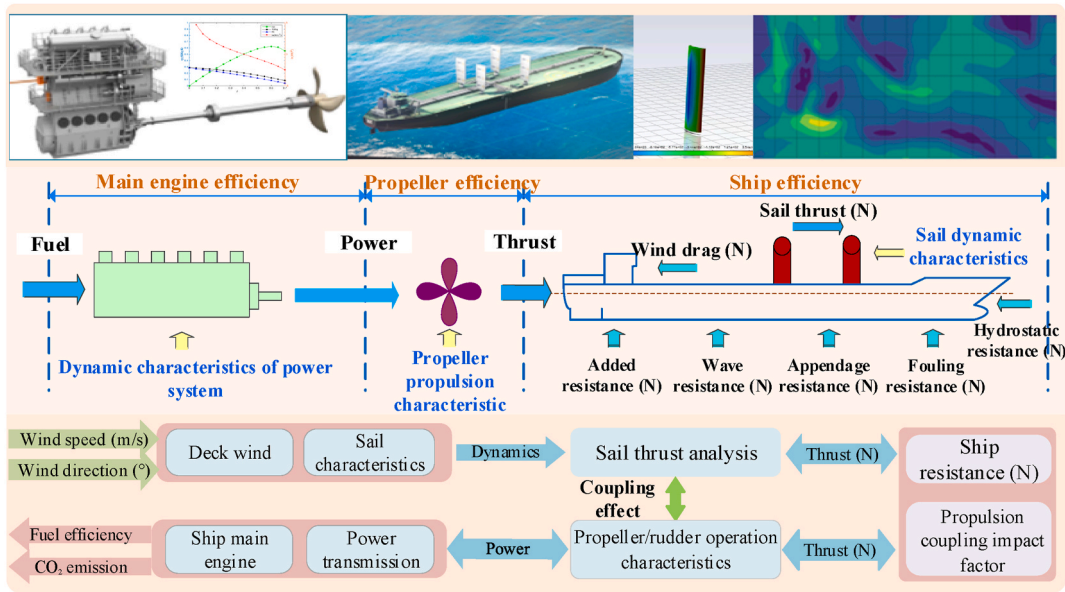 Main engine efficiency
Propeller efficiency
Ship efficiency
Fuel
Power
Thrust
Sail thrust (N)
Wind drag (N)
Sail dynamic
characteristics
Hydrostatic
resistance (N)
Dynamic characteristics of power
system
Propeller
propulsion
characteristic
Added
resistance (N)
Wave
resistance (N)
Appendage
resistance (N)
Fouling
resistance (N)
Wind speed (m/s)
Wind direction (°)
Deck wind
Sail
characteristics
Dynamics
Sail thrust analysis
Thrust (N)
Ship
resistance (N)
Coupling
effect
Fuel efficiency
CO₂ emission
Ship main
engine
Power
transmission
Power
Propeller/rudder operation
characteristics
Thrust (N)
Propulsion
coupling impact
factor